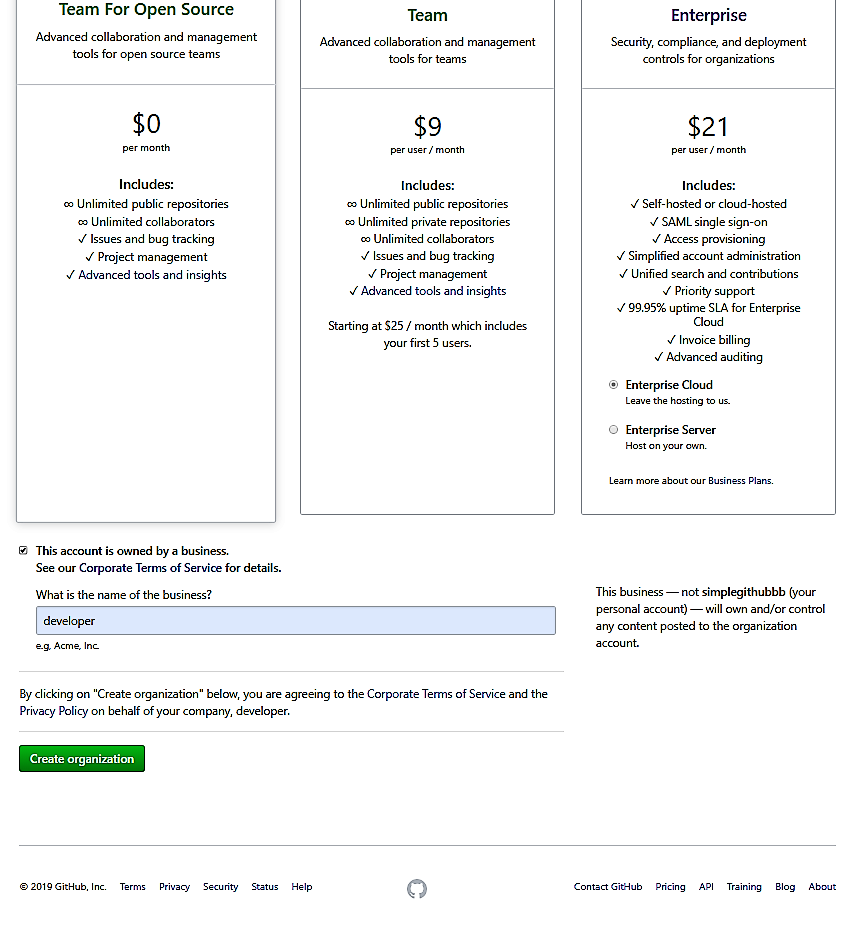 Team For Open Source
Advanced collaboration and management
tools for open source teams
$0
per month
Includes:
∞ Unlimited public repositories
∞ Unlimited collaborators
✓ Issues and bug tracking
✓ Project management
✓ Advanced tools and insights
Team
Advanced collaboration and management
tools for teams
$9
per user / month
Includes:
∞ Unlimited public repositories
∞ Unlimited private repositories
∞ Unlimited collaborators
✓ Issues and bug tracking
✓ Project management
✓ Advanced tools and insights
Starting at $25 / month which includes
your first 5 users.
Enterprise
Security, compliance, and deployment
controls for organizations
$21
per user / month
Includes:
✓ Self-hosted or cloud-hosted
✓ SAML single sign-on
✓ Access provisioning
✓ Simplified account administration
✓ Unified search and contributions
✓ Priority support
✓ 99.95% uptime SLA for Enterprise
Cloud
✓ Invoice billing
✓ Advanced auditing
Enterprise Cloud
Leave the hosting to us.
Enterprise Server
Host on your own.
Learn more about our Business Plans.
This account is owned by a business.
See our Corporate Terms of Service for details.
What is the name of the business?
developer
e.g, Acme, Inc.
This business — not simplegithubbb (your
personal account) — will own and/or control
any content posted to the organization
account.
By clicking on "Create organization" below, you are agreeing to the Corporate Terms of Service and the
Privacy Policy on behalf of your company, developer.
Create organization
© 2019 GitHub, Inc. Terms Privacy Security Status Help
Contact GitHub Pricing API Training Blog About